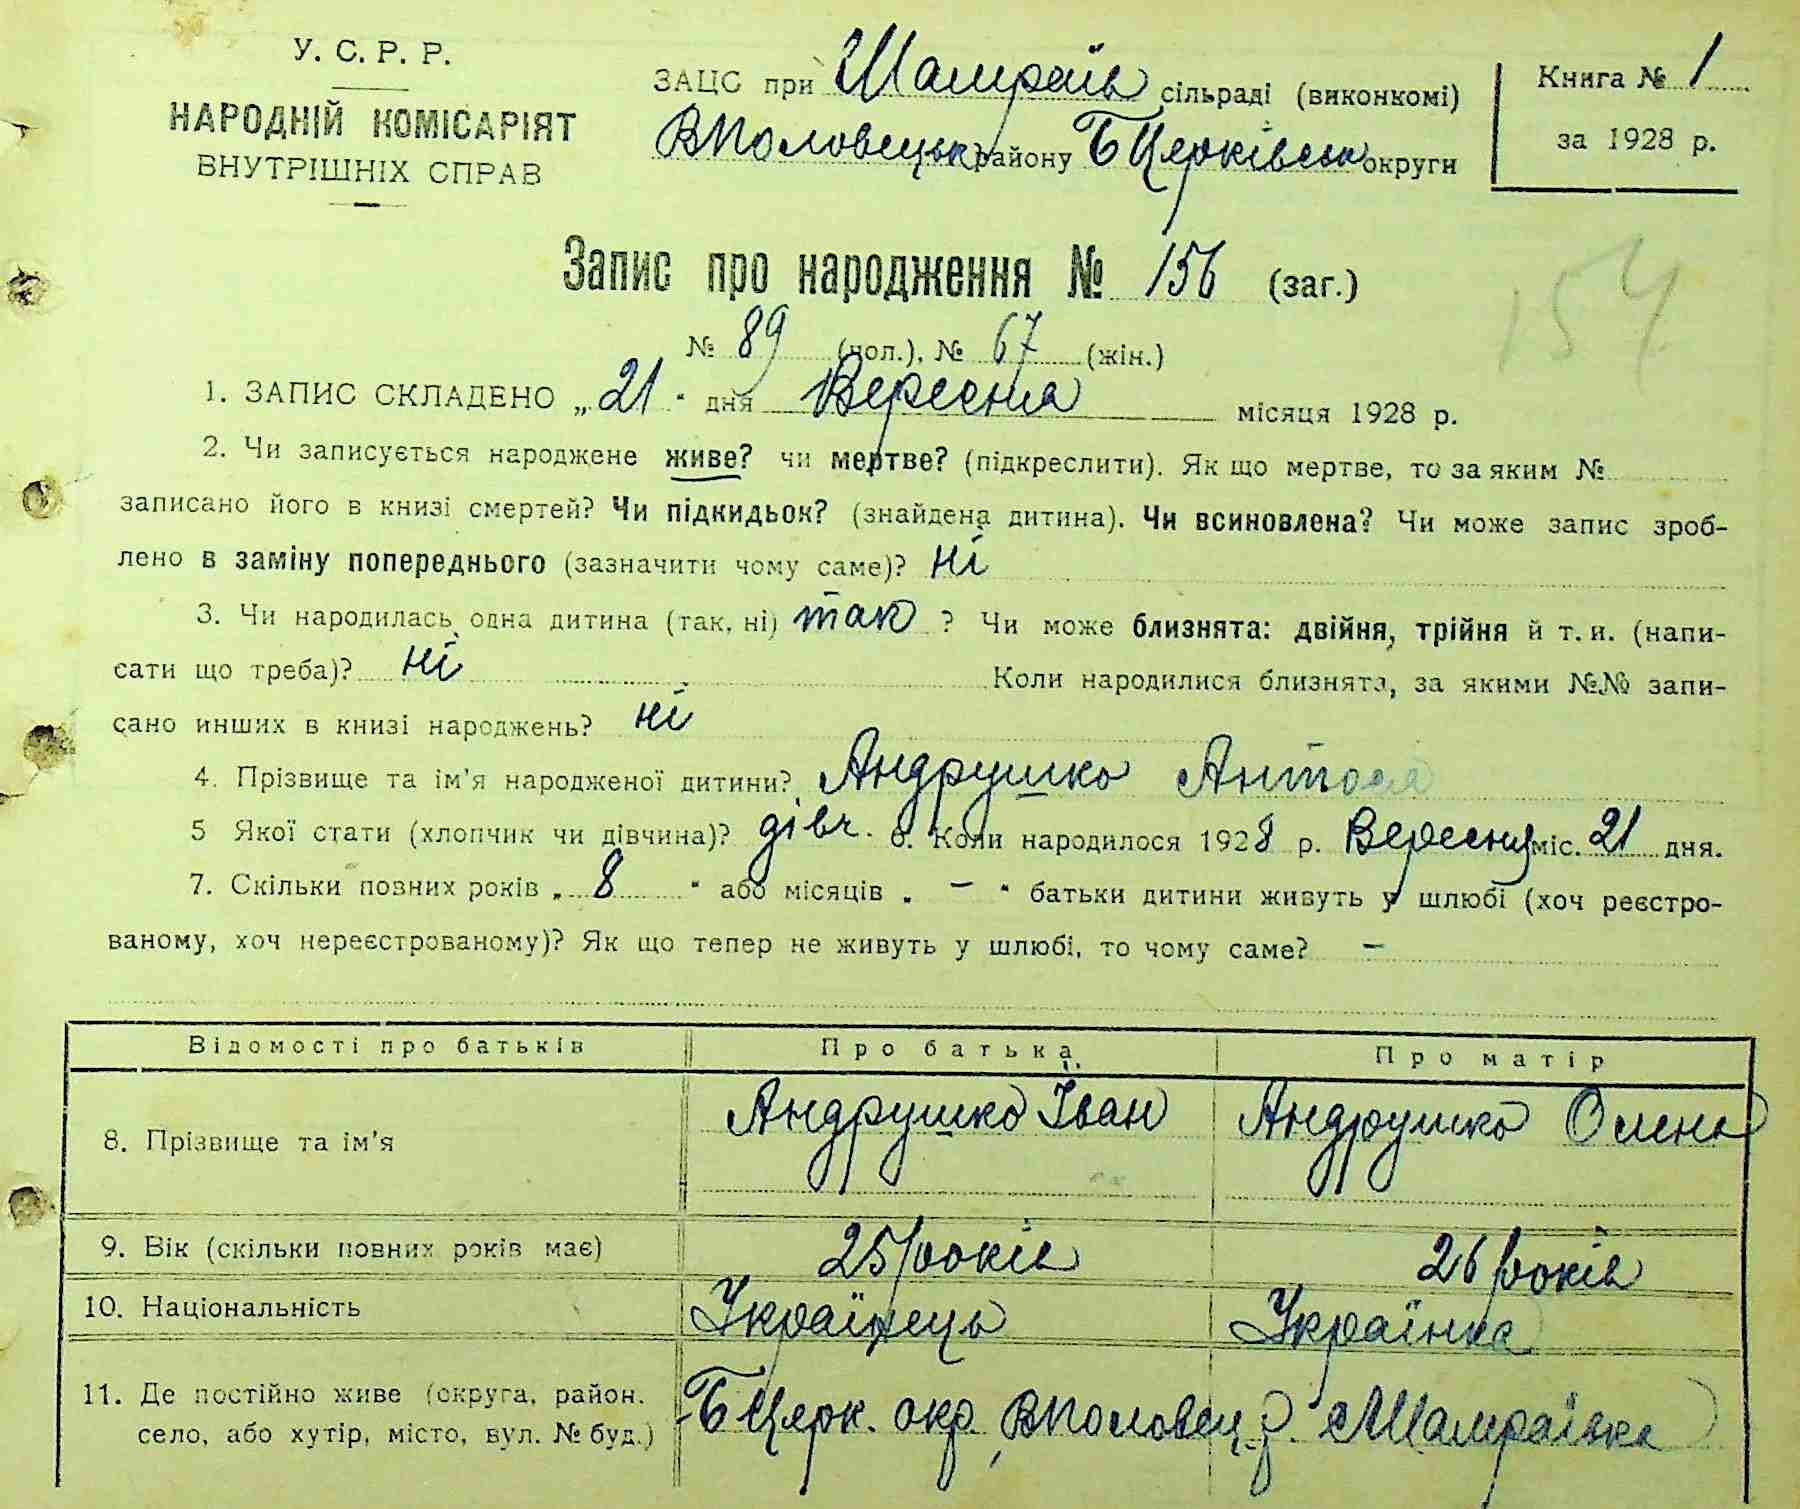 У. С. Р. Р.
НАРОДНІЙ КОМІСАРІЯТ
ВНУТРІШНІХ СПРАВ
ЗАЦС при Шамраїв сільраді (виконкомі)
ВПоловецьк району БЦерківськ округи
Книга № 1
за 1928 р.
Запис про народження № 156 (заг.)
154
№ 89 (чол.), № 67 (жін.)
1. ЗАПИС СКЛАДЕНО „ 21 " дня Вересня місяця 1928 р.
2. Чи записується народжене живе? чи мертве? (підкреслити). Як що мертве, то за яким №
записано його в книзі смертей? Чи підкидьок? (знайдена дитина). Чи всиновлена? Чи може запис зроб-
лено в заміну попереднього (зазначити чому саме)? ні
3. Чи народилась одна дитина (так, ні) так ? Чи може близнята: двійня, трійня й т. и. (напи-
сати що треба)? ні Коли народилися близнята, за якими №№ запи-
сано инших в книзі народжень? ні
4. Прізвище та ім'я народженої дитини? Андрушко Антося
5 Якої стати (хлопчик чи дівчина)? дівч. 6. Коли народилося 1928 р. Вересня міс. 21 дня.
7. Скільки повних років „ 8 " або місяців „ - " батьки дитини живуть у шлюбі (хоч реєстро-
ваному, хоч нереєстрованому)? Як що тепер не живуть у шлюбі, то чому саме? -
Відомості про батьків Про батька Про матір
8. Прізвище та ім'я Андрушко Іван Андрушко Олена
9. Вік (скільки повних років має) 25 років 26 років
10. Національність Українець Українка
11. Де постійно живе (округа, район.
село, або хутір, місто, вул. № буд.) БЦерк. окр. ВПоловец. р. с Шамраївка